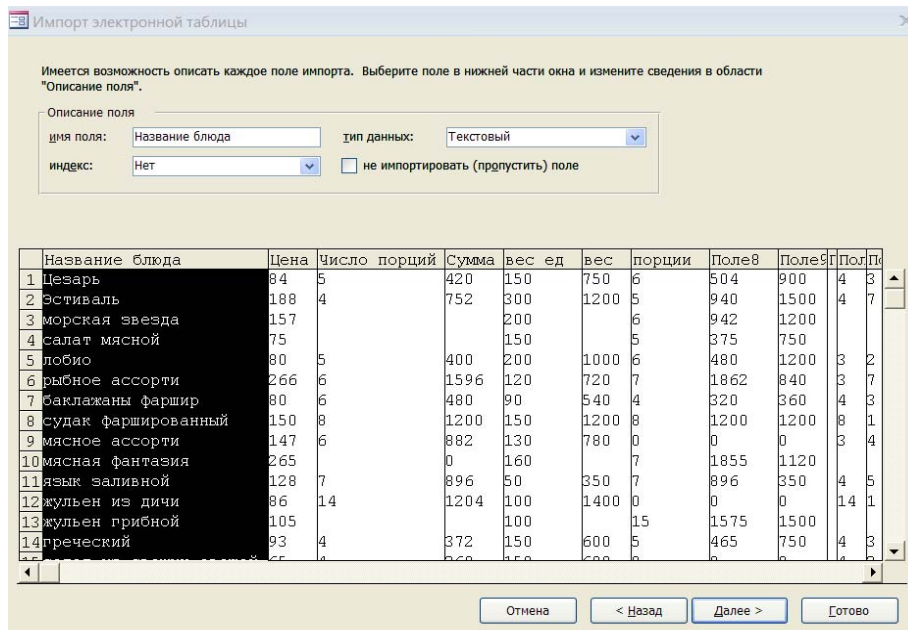 Импорт электронной таблицы
Имеется возможность описать каждое поле импорта. Выберите поле в нижней части окна и измените сведения в области
"Описание поля".
Описание поля
имя поля: Название блюда тип данных: Текстовый
индекс: Нет не импортировать (пропустить) поле
Название блюда Цена Число порций Сумма вес ед вес порции Поле8 Поле9 П Пол По
1 Цезарь 84 5 420 150 750 6 504 900 4 3
2 Эстиваль 188 4 752 300 1200 5 940 1500 4 7
3 морская звезда 157 200 6 942 1200
4 салат мясной 75 150 5 375 750
5 лобио 80 5 400 200 1000 6 480 1200 3 2
6 рыбное ассорти 266 6 1596 120 720 7 1862 840 3 7
7 баклажаны фаршир 80 6 480 90 540 4 320 360 4 3
8 судак фаршированный 150 8 1200 150 1200 8 1200 1200 8 1
9 мясное ассорти 147 6 882 130 780 0 0 0 3 4
10 мясная фантазия 265 0 160 7 1855 1120
11 язык заливной 128 7 896 50 350 7 896 350 4 5
12 жульен из дичи 86 14 1204 100 1400 0 0 0 14 1
13 жульен грибной 105 100 15 1575 1500
14 греческий 93 4 372 150 600 5 465 750 4 3
Отмена < Назад Далее > Готово